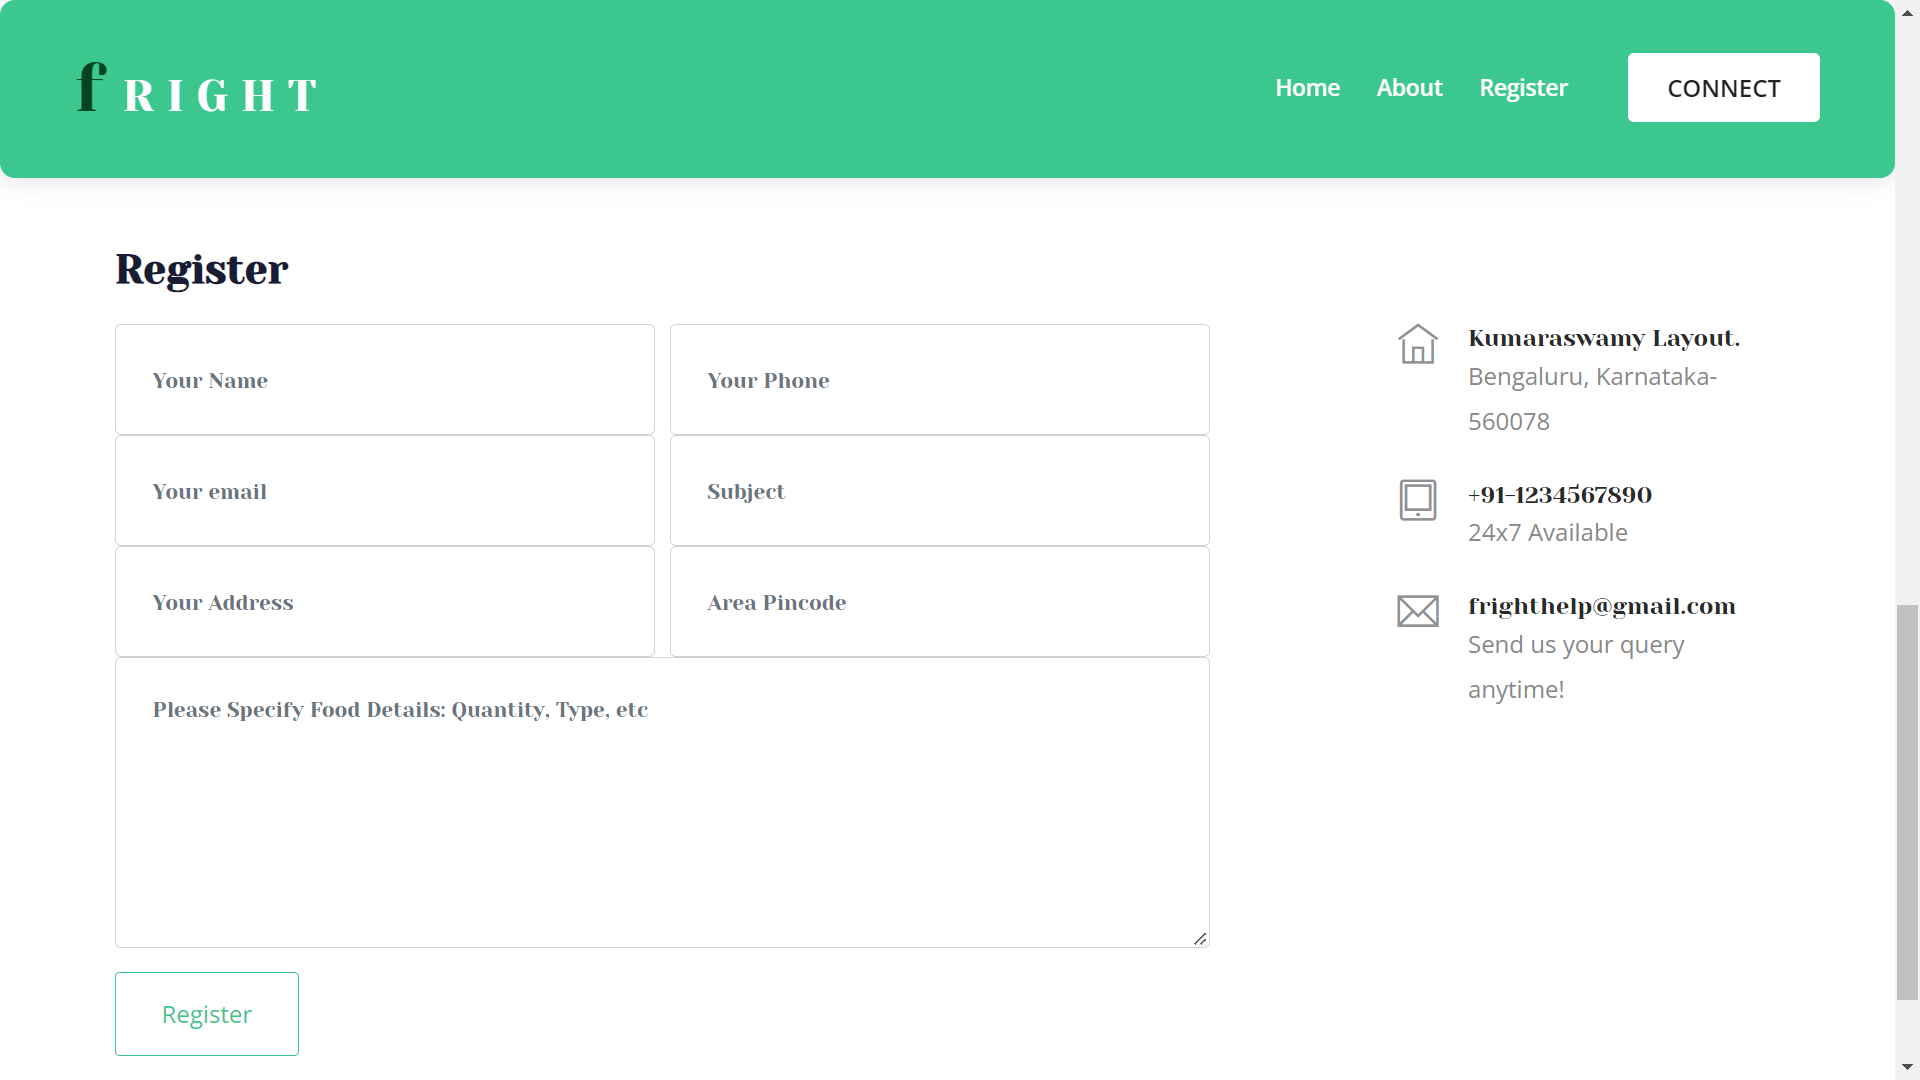 f RIGHT
Home
About
Register
CONNECT
Register
Your Name
Your Phone
Your email
Subject
Your Address
Area Pincode
Please Specify Food Details: Quantity, Type, etc
Register
Kumaraswamy Layout.
Bengaluru, Karnataka-
560078
+91-1234567890
24x7 Available
frighthelp@gmail.com
Send us your query
anytime!